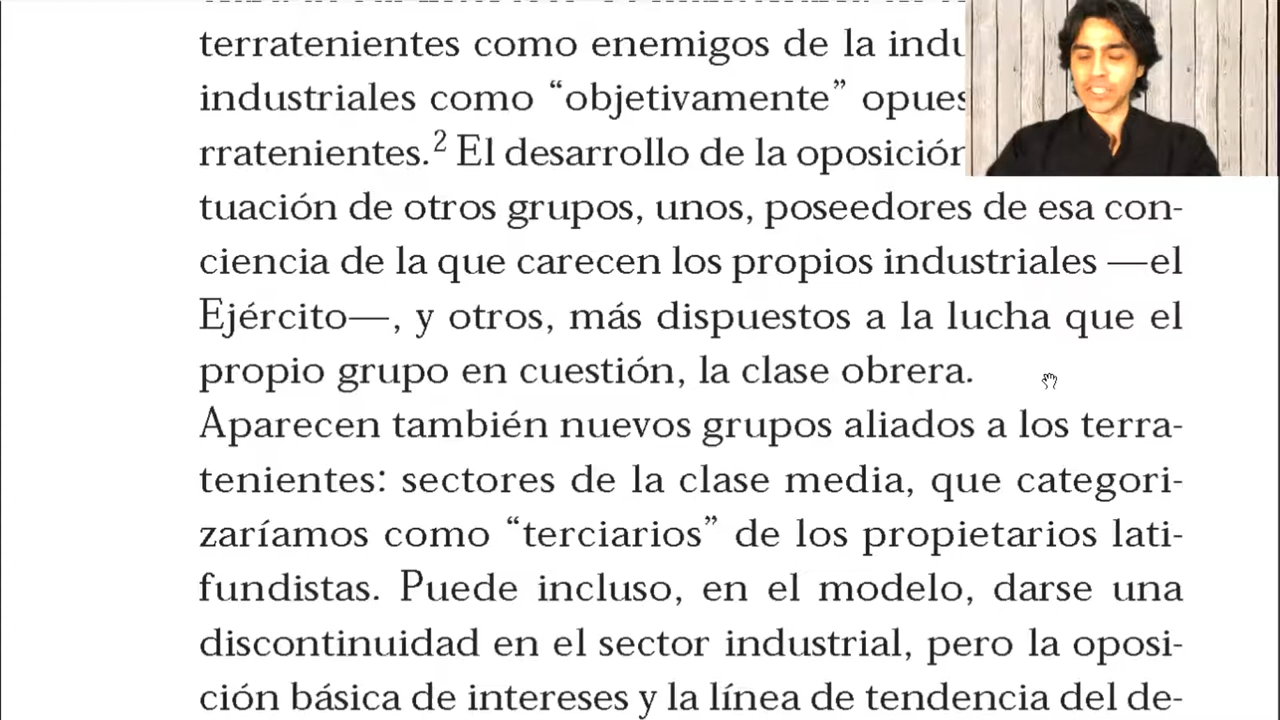 terratenientes como enemigos de la
industriales como “objetivamente”
rratenientes.² El desarrollo de la
tuación de otros grupos, unos, poseedores de esa con-
ciencia de la que carecen los propios industriales —el
Ejército—, y otros, más dispuestos a la lucha que el
propio grupo en cuestión, la clase obrera.
Aparecen también nuevos grupos aliados a los terra-
tenientes: sectores de la clase media, que categori-
zaríamos como “terciarios” de los propietarios lati-
fundistas. Puede incluso, en el modelo, darse una
discontinuidad en el sector industrial, pero la oposi-
ción básica de intereses y la línea de tendencia del de-